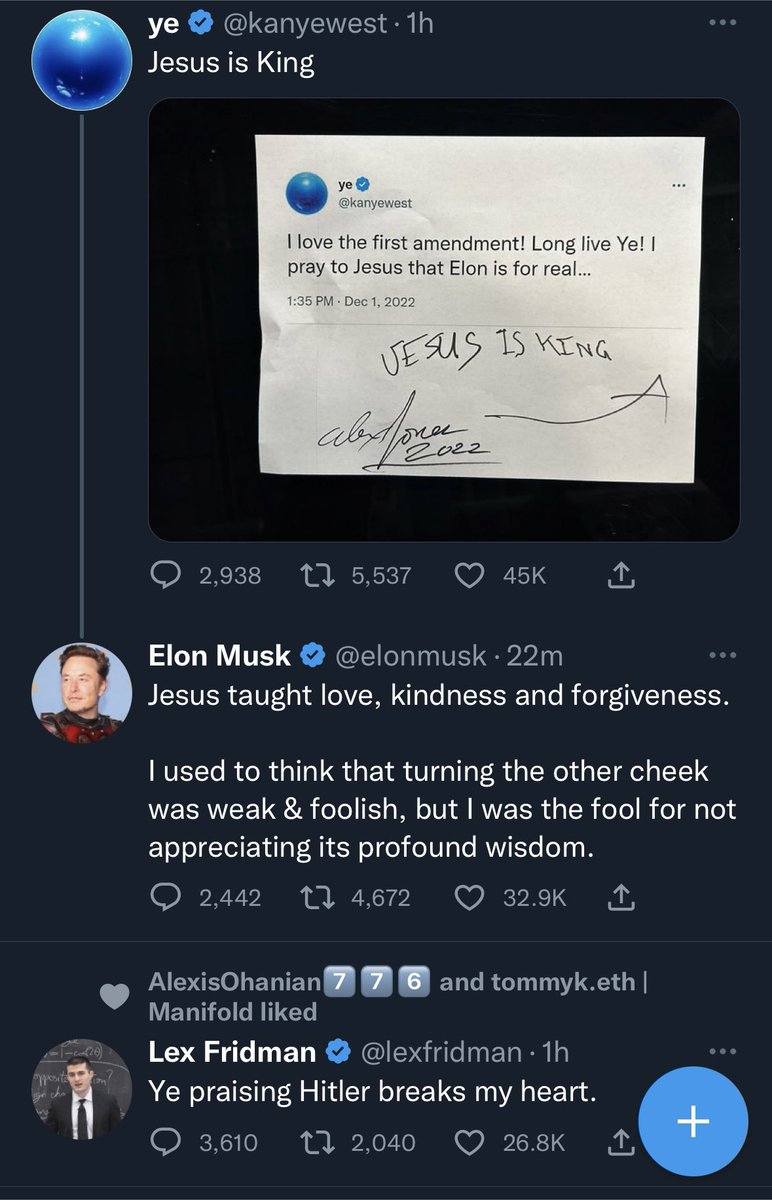 ye @kanyewest · 1h
Jesus is King
ye
@kanyewest
I love the first amendment! Long live Ye! I
pray to Jesus that Elon is for real...
1:35 PM · Dec 1, 2022
JESUS IS KING
alex Jones
2022
2,938 5,537 45K
Elon Musk @elonmusk · 22m
Jesus taught love, kindness and forgiveness.
I used to think that turning the other cheek
was weak & foolish, but I was the fool for not
appreciating its profound wisdom.
2,442 4,672 32.9K
AlexisOhanian7️⃣7️⃣6️⃣ and tommyk.eth |
Manifold liked
Lex Fridman @lexfridman · 1h
Ye praising Hitler breaks my heart.
3,610 2,040 26.8K